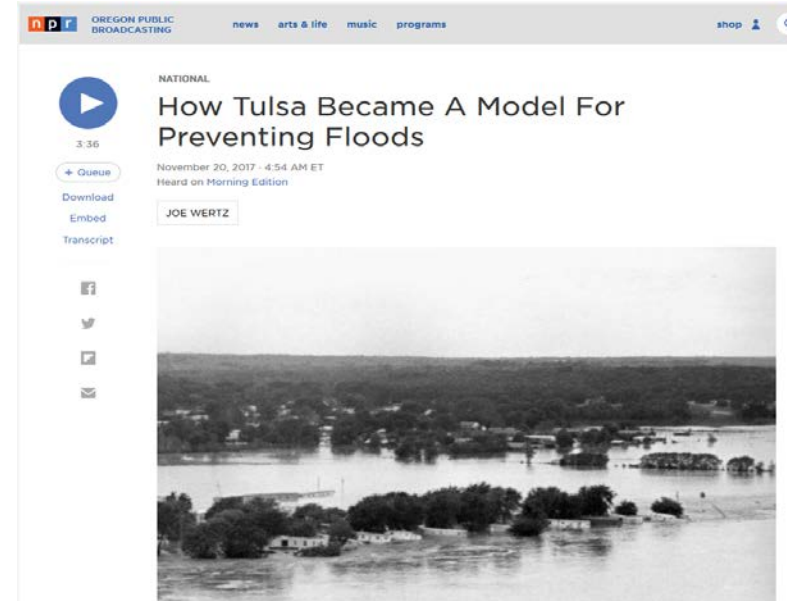 npr
OREGON PUBLIC
BROADCASTING
news arts & life music programs
shop
3:36
+ Queue
Download
Embed
Transcript
NATIONAL
How Tulsa Became A Model For
Preventing Floods
November 20, 2017 · 4:54 AM ET
Heard on Morning Edition
JOE WERTZ